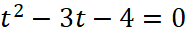 t² − 3t − 4 = 0